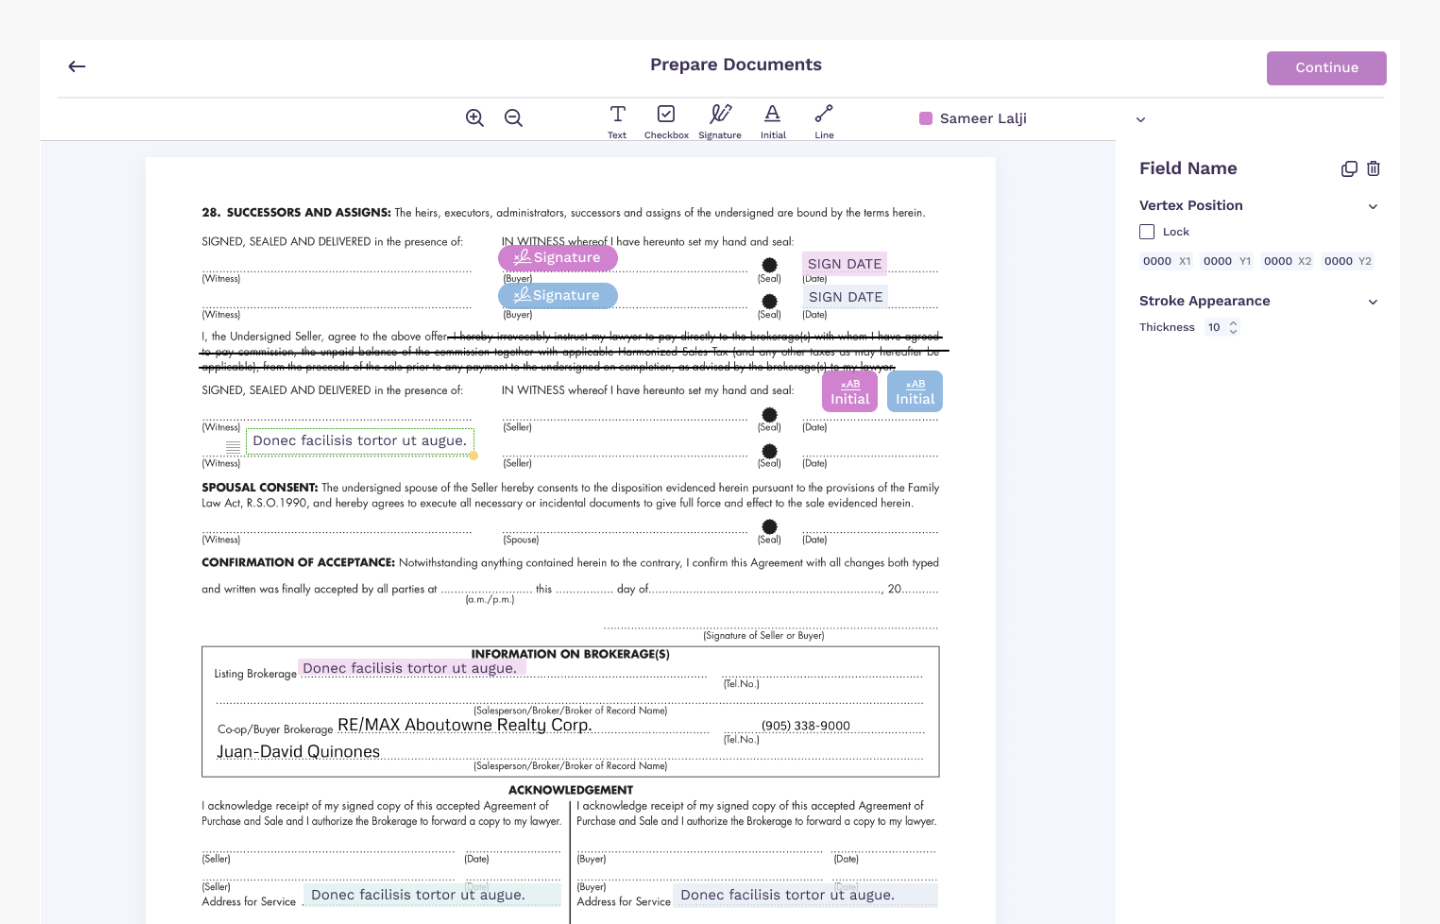 Prepare Documents
Continue
Text
Checkbox
Signature
Initial
Line
Sameer Lalji
Field Name
Vertex Position
Lock
0000 X1 0000 Y1 0000 X2 0000 Y2
Stroke Appearance
Thickness 10
28. SUCCESSORS AND ASSIGNS: The heirs, executors, administrators, successors and assigns of the undersigned are bound by the terms herein.
SIGNED, SEALED AND DELIVERED in the presence of: IN WITNESS whereof I have hereunto set my hand and seal:
Signature SIGN DATE
(Witness) (Buyer) (Seal) (Date)
Signature SIGN DATE
(Witness) (Buyer) (Seal) (Date)
I, the Undersigned Seller, agree to the above offer. I hereby irrevocably instruct my lawyer to pay directly to the brokerage(s) with whom I have agreed
to pay commission, the unpaid balance of the commission together with applicable Harmonized Sales Tax (and any other taxes as may hereafter be
applicable), from the proceeds of the sale prior to any payment to the undersigned on completion, as advised by the brokerage(s) to my lawyer.
SIGNED, SEALED AND DELIVERED in the presence of: IN WITNESS whereof I have hereunto set my hand and seal:
xAB Initial xAB Initial
(Witness) (Seller) (Seal) (Date)
Donec facilisis tortor ut augue.
(Witness) (Seller) (Seal) (Date)
SPOUSAL CONSENT: The undersigned spouse of the Seller hereby consents to the disposition evidenced herein pursuant to the provisions of the Family
Law Act, R.S.O.1990, and hereby agrees to execute all necessary or incidental documents to give full force and effect to the sale evidenced herein.
(Witness) (Spouse) (Seal) (Date)
CONFIRMATION OF ACCEPTANCE: Notwithstanding anything contained herein to the contrary, I confirm this Agreement with all changes both typed
and written was finally accepted by all parties at ............................ this .................. day of........................................................................., 20...........
(a.m./p.m.)
(Signature of Seller or Buyer)
INFORMATION ON BROKERAGE(S)
Listing Brokerage Donec facilisis tortor ut augue.
(Tel.No.)
(Salesperson/Broker/Broker of Record Name)
Co-op/Buyer Brokerage RE/MAX Aboutowne Realty Corp. (905) 338-9000
(Tel.No.)
Juan-David Quinones
(Salesperson/Broker/Broker of Record Name)
ACKNOWLEDGEMENT
I acknowledge receipt of my signed copy of this accepted Agreement of
Purchase and Sale and I authorize the Brokerage to forward a copy to my lawyer.
(Seller) (Date)
(Seller) (Date)
Address for Service . Donec facilisis tortor ut augue.
I acknowledge receipt of my signed copy of this accepted Agreement of
Purchase and Sale and I authorize the Brokerage to forward a copy to my lawyer.
(Buyer) (Date)
(Buyer) (Date)
Address for Service Donec facilisis tortor ut augue.